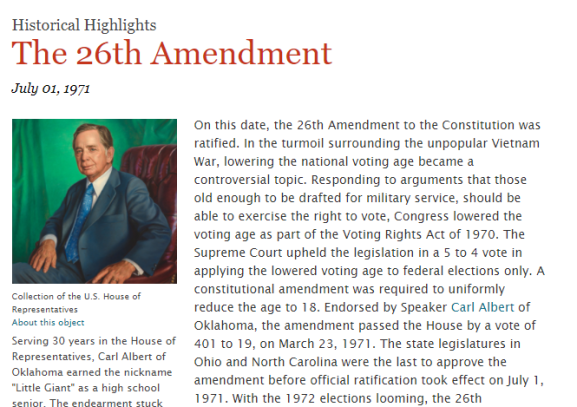 Historical Highlights
The 26th Amendment
July 01, 1971
On this date, the 26th Amendment to the Constitution was
ratified. In the turmoil surrounding the unpopular Vietnam
War, lowering the national voting age became a
controversial topic. Responding to arguments that those
old enough to be drafted for military service, should be
able to exercise the right to vote, Congress lowered the
voting age as part of the Voting Rights Act of 1970. The
Supreme Court upheld the legislation in a 5 to 4 vote in
applying the lowered voting age to federal elections only. A
constitutional amendment was required to uniformly
reduce the age to 18. Endorsed by Speaker Carl Albert of
Oklahoma, the amendment passed the House by a vote of
401 to 19, on March 23, 1971. The state legislatures in
Ohio and North Carolina were the last to approve the
amendment before official ratification took effect on July 1,
1971. With the 1972 elections looming, the 26th
Collection of the U.S. House of
Representatives
About this object
Serving 30 years in the House of
Representatives, Carl Albert of
Oklahoma earned the nickname
"Little Giant" as a high school
senior. The endearment stuck